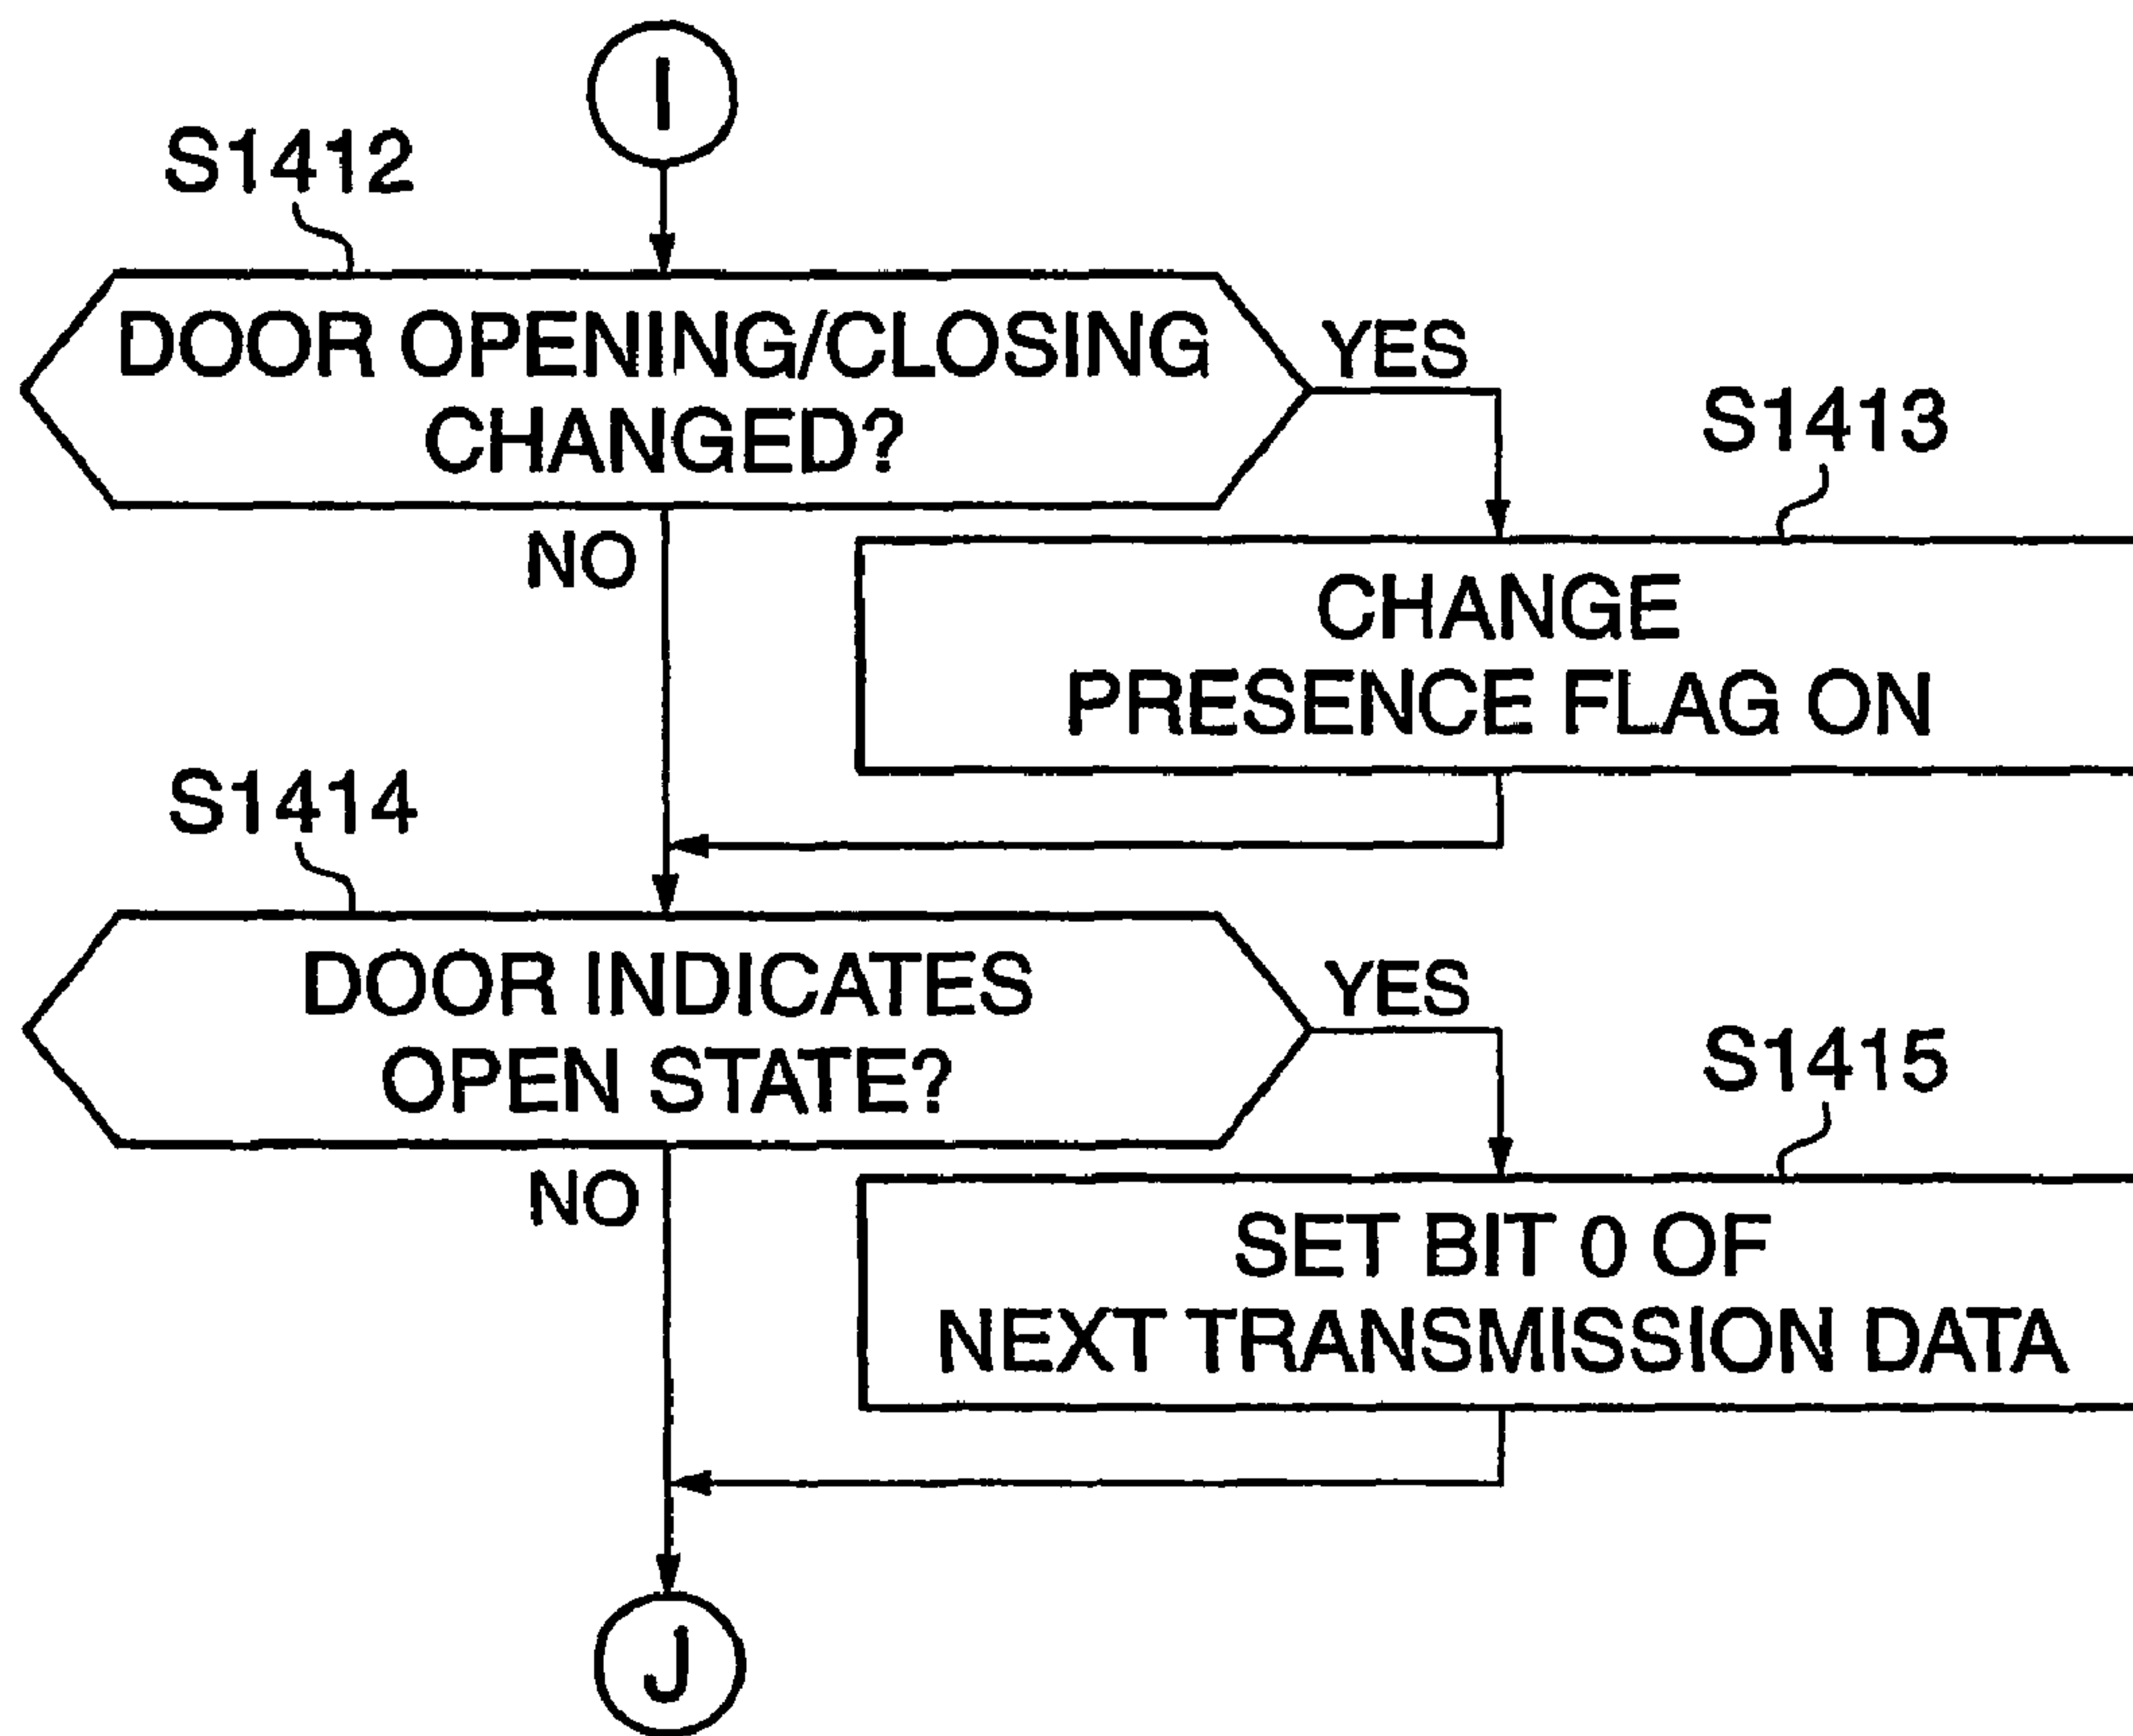 I
S1412
DOOR OPENING/CLOSING
CHANGED?
YES
S1413
NO
CHANGE
PRESENCE FLAG ON
S1414
DOOR INDICATES
OPEN STATE?
YES
S1415
NO
SET BIT 0 OF
NEXT TRANSMISSION DATA
J